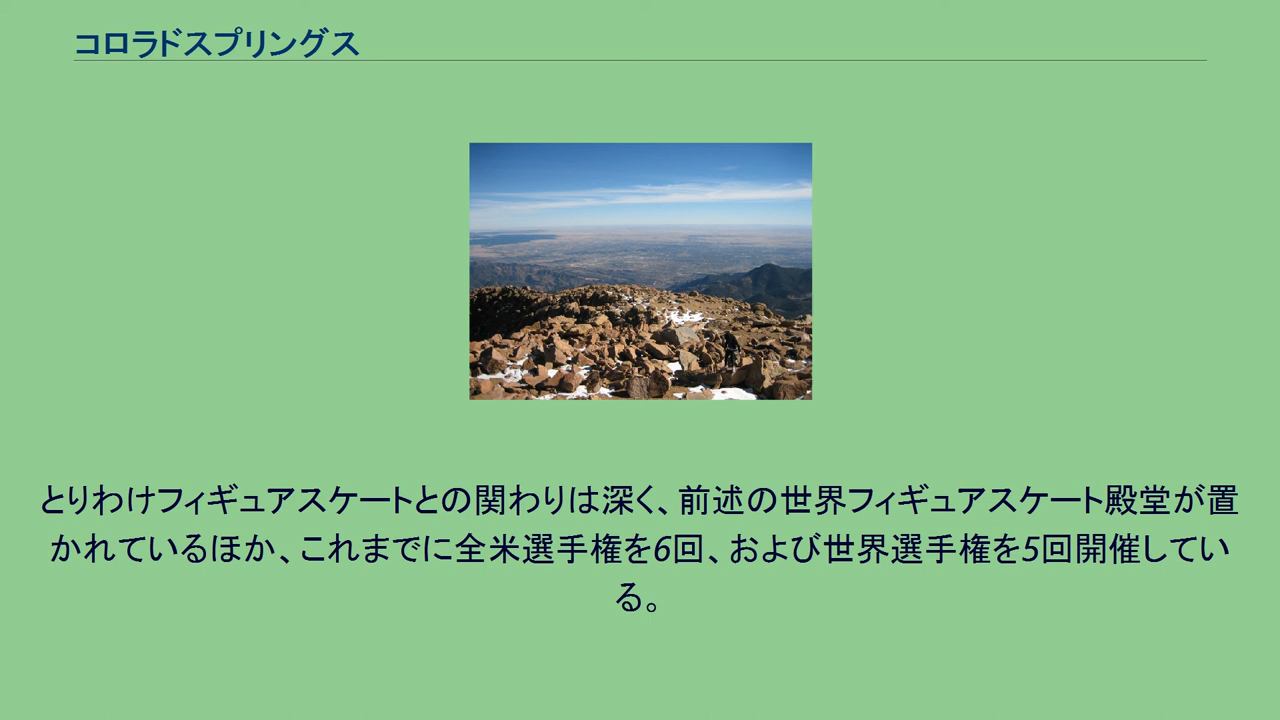 コロラドスプリングス
とりわけフィギュアスケートとの関わりは深く、前述の世界フィギュアスケート殿堂が置
かれているほか、これまでに全米選手権を6回、および世界選手権を5回開催してい
る。